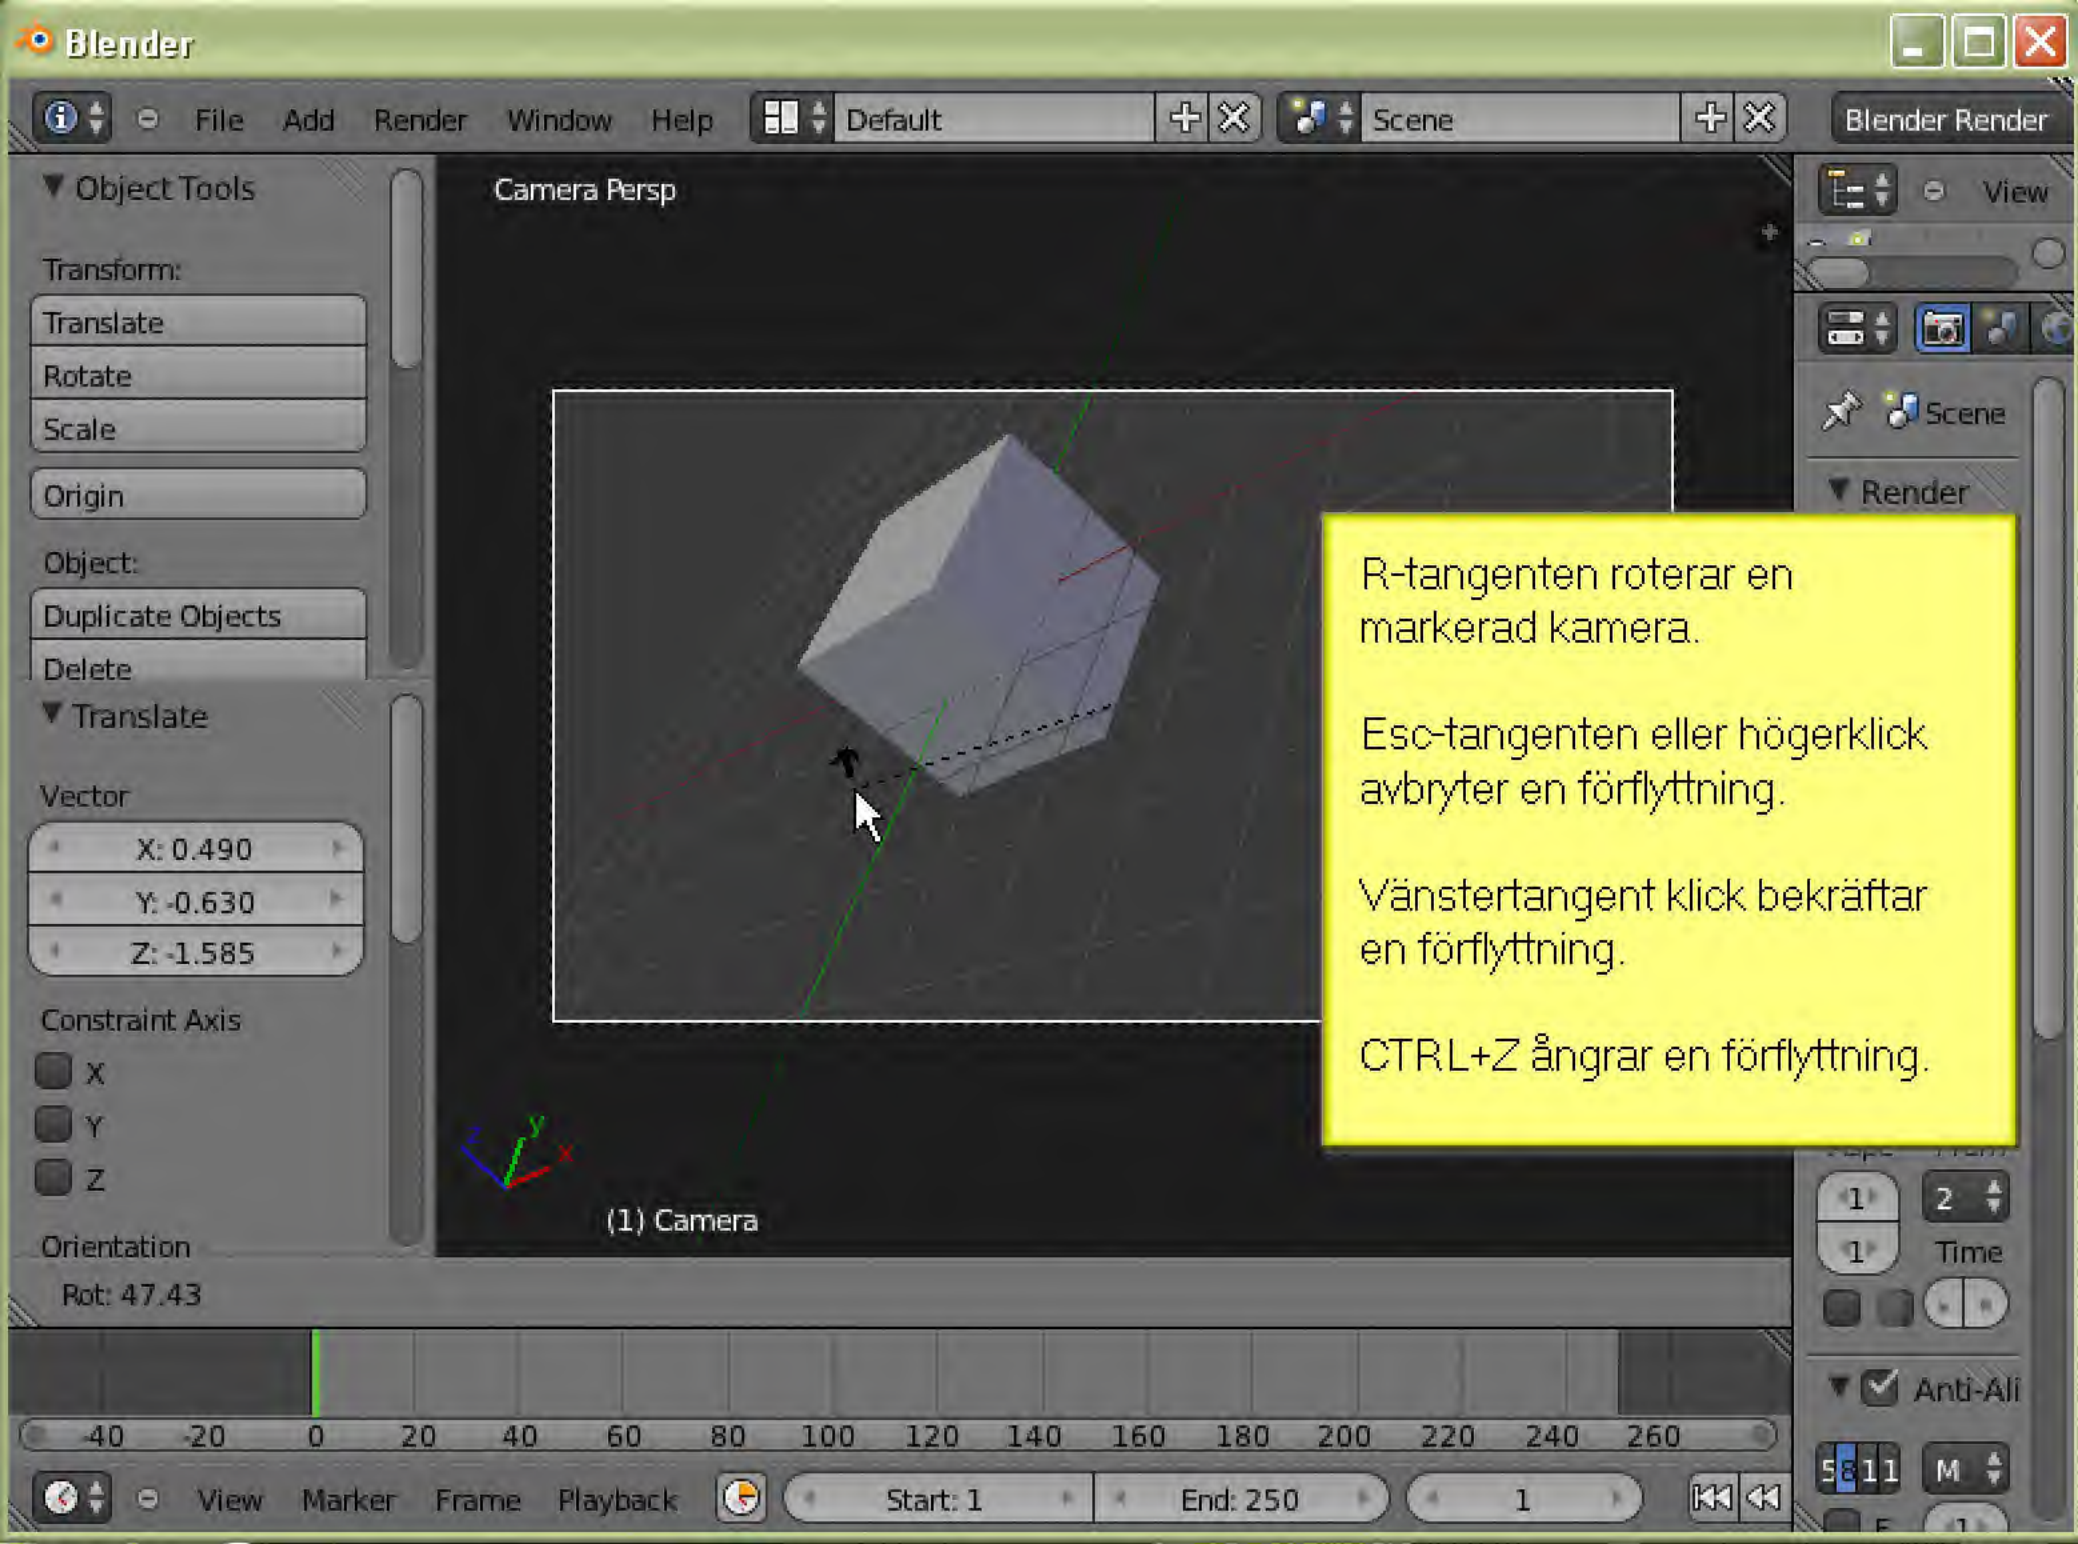 Blender
File Add Render Window Help Default Scene Blender Render
Object Tools
Transform:
Translate
Rotate
Scale
Origin
Object:
Duplicate Objects
Delete
Translate
Vector
X: 0.490
Y: -0.630
Z: -1.585
Constraint Axis
X
Y
Z
Orientation
Rot: 47.43
Camera Persp
z y x
(1) Camera
R-tangenten roterar en
markerad kamera.
Esc-tangenten eller högerklick
avbryter en förflyttning.
Vänstertangent klick bekräftar
en förflyttning.
CTRL+Z ångrar en förflyttning.
View
Scene
Render
1 2
1 Time
Anti-Ali
5 8 11 M
-40 -20 0 20 40 60 80 100 120 140 160 180 200 220 240 260
View Marker Frame Playback Start: 1 End: 250 1